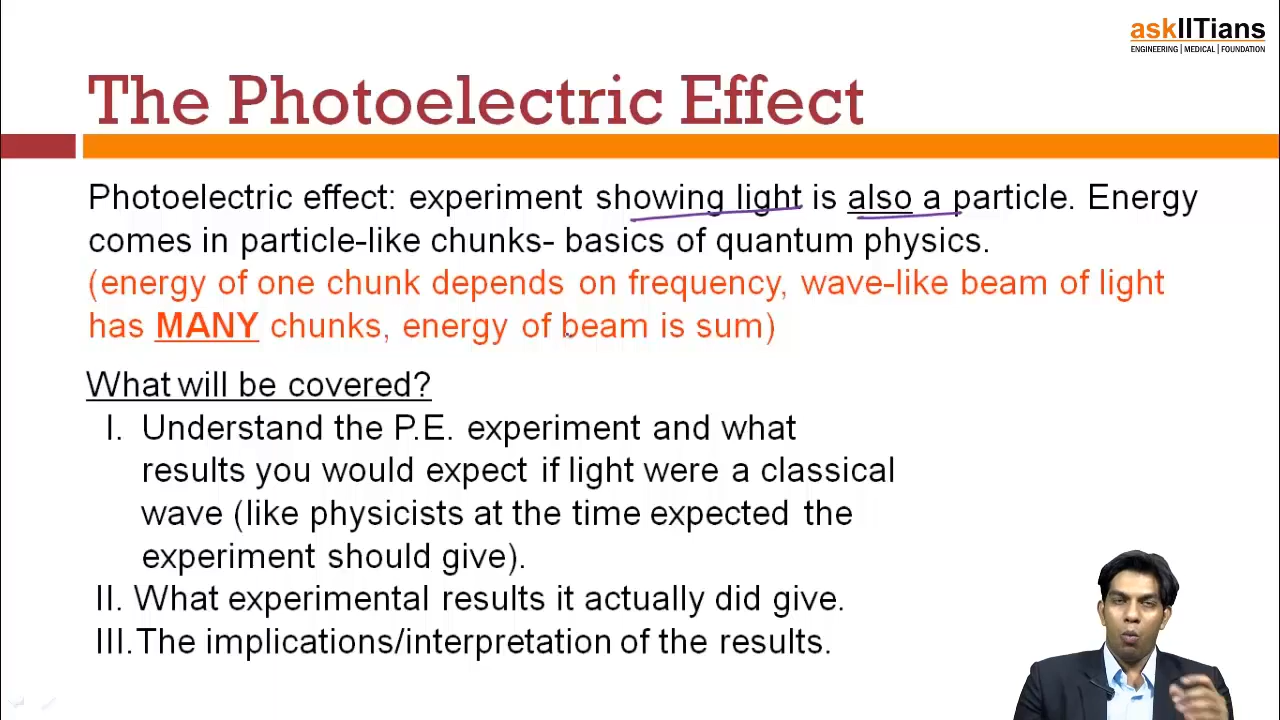 askIITians
ENGINEERING | MEDICAL | FOUNDATION
The Photoelectric Effect
Photoelectric effect: experiment showing light is also a particle. Energy
comes in particle-like chunks- basics of quantum physics.
(energy of one chunk depends on frequency, wave-like beam of light
has MANY chunks, energy of beam is sum)
What will be covered?
I. Understand the P.E. experiment and what
results you would expect if light were a classical
wave (like physicists at the time expected the
experiment should give).
II. What experimental results it actually did give.
III. The implications/interpretation of the results.